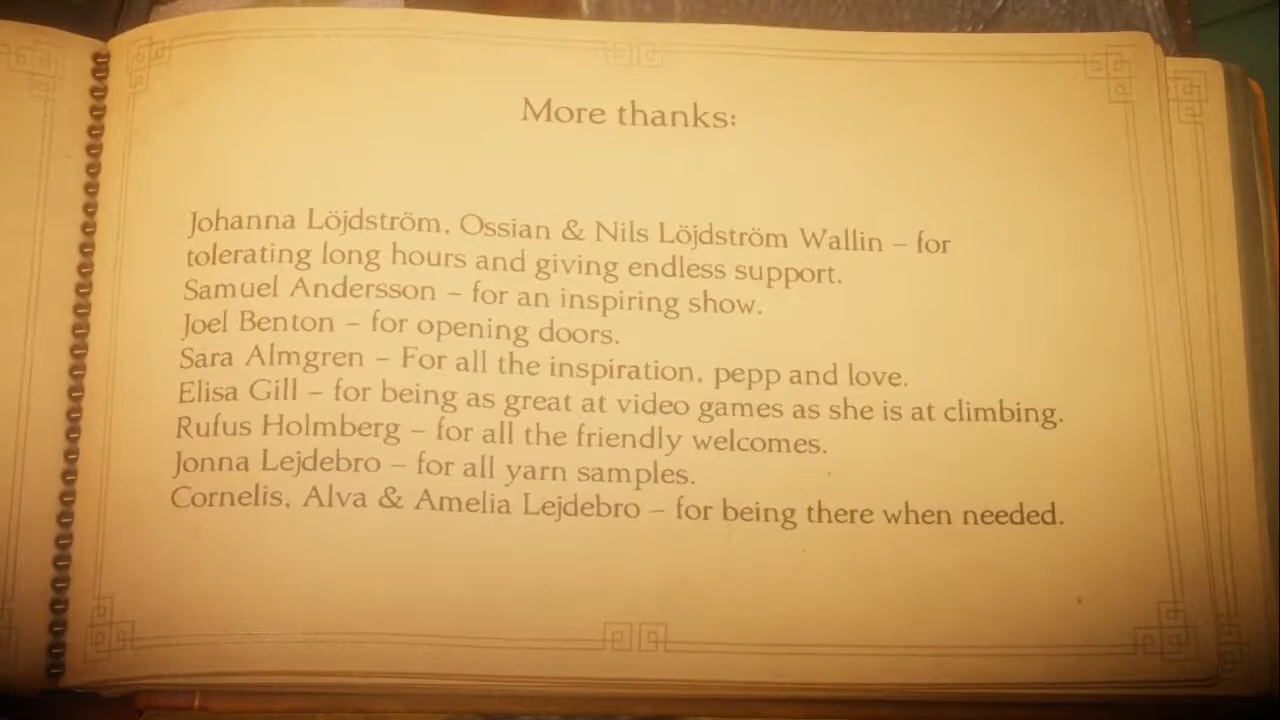 More thanks:
Johanna Löjdström, Ossian & Nils Löjdström Wallin – for
tolerating long hours and giving endless support.
Samuel Andersson – for an inspiring show.
Joel Benton – for opening doors.
Sara Almgren – For all the inspiration, pepp and love.
Elisa Gill – for being as great at video games as she is at climbing.
Rufus Holmberg – for all the friendly welcomes.
Jonna Lejdebro – for all yarn samples.
Cornelis, Alva & Amelia Lejdebro – for being there when needed.